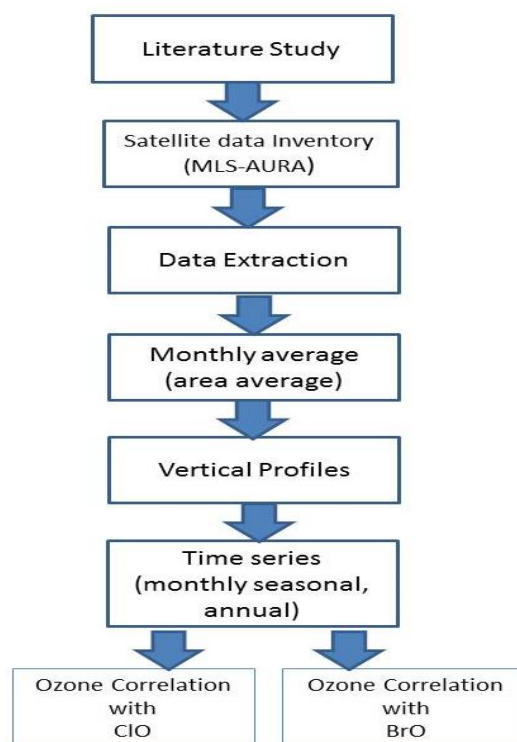 Literature Study
Satellite data Inventory
(MLS-AURA)
Data Extraction
Monthly average
(area average)
Vertical Profiles
Time series
(monthly seasonal,
annual)
Ozone Correlation
with
ClO
Ozone Correlation
with
BrO